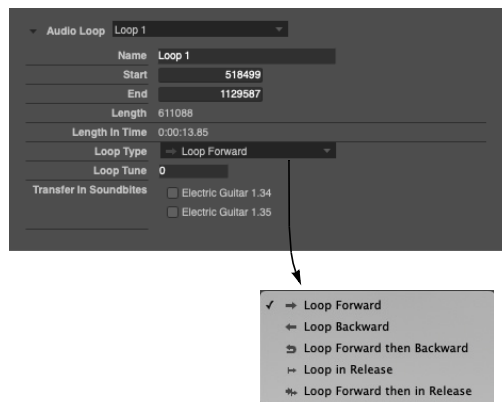 Audio Loop Loop 1
Name Loop 1
Start 518499
End 1129587
Length 611088
Length In Time 0:00:13.85
Loop Type Loop Forward
Loop Tune 0
Transfer In Soundbites Electric Guitar 1.34
Electric Guitar 1.35
✓ Loop Forward
Loop Backward
Loop Forward then Backward
Loop in Release
Loop Forward then in Release